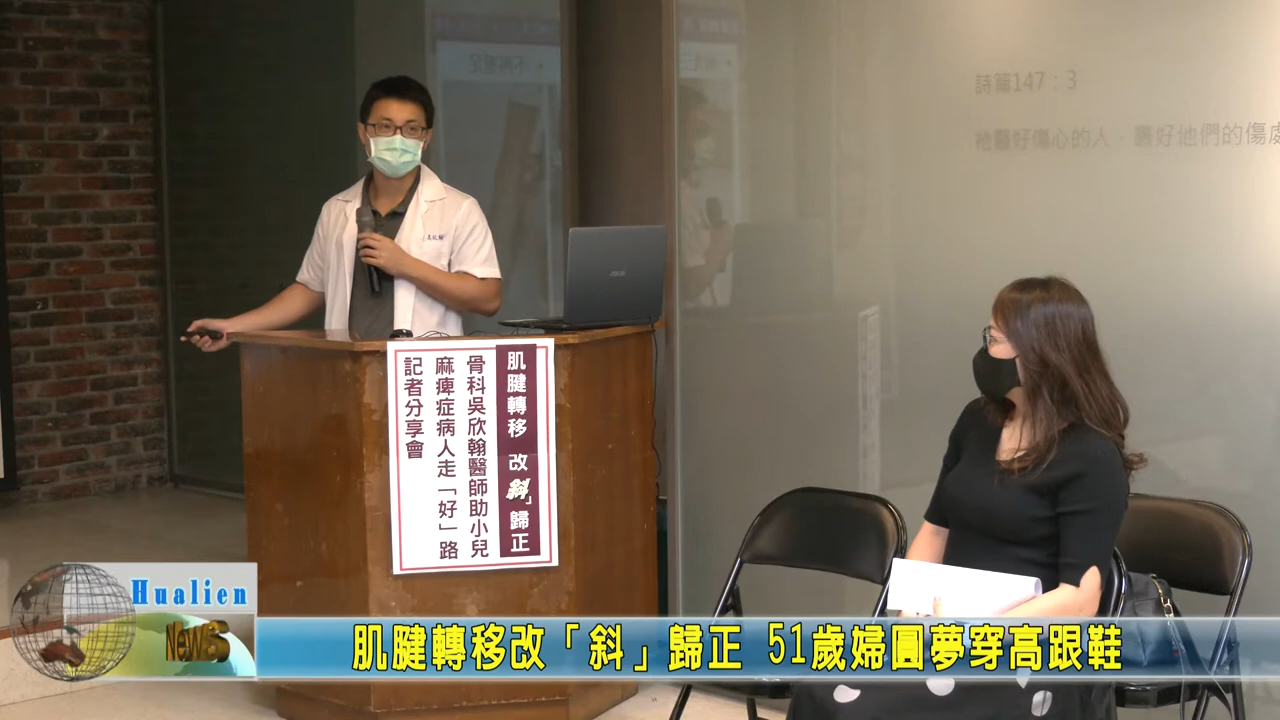 詩篇147:3
祂醫好傷心的人,醫好他們的傷處
ASUS
肌腱轉移 改「斜」歸正
骨科吳欣翰醫師助小兒
麻痺症病人走「好」路
記者分享會
Hualien
News
肌腱轉移改「斜」歸正 51歲婦圓夢穿高跟鞋